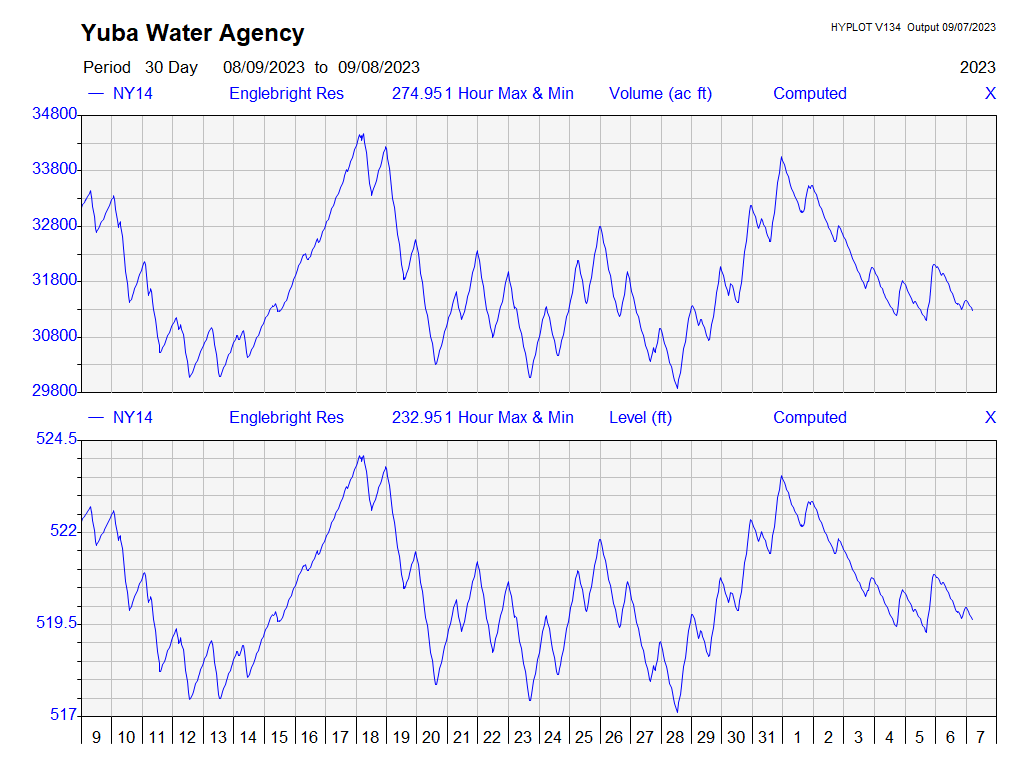 Yuba Water Agency
HYPLOT V134 Output 09/07/2023
Period 30 Day 08/09/2023 to 09/08/2023 2023
NY14 Englebright Res 274.951 Hour Max & Min Volume (ac ft) Computed X
34800
33800
32800
31800
30800
29800
NY14 Englebright Res 232.951 Hour Max & Min Level (ft) Computed X
524.5
522
519.5
517
9 10 11 12 13 14 15 16 17 18 19 20 21 22 23 24 25 26 27 28 29 30 31 1 2 3 4 5 6 7